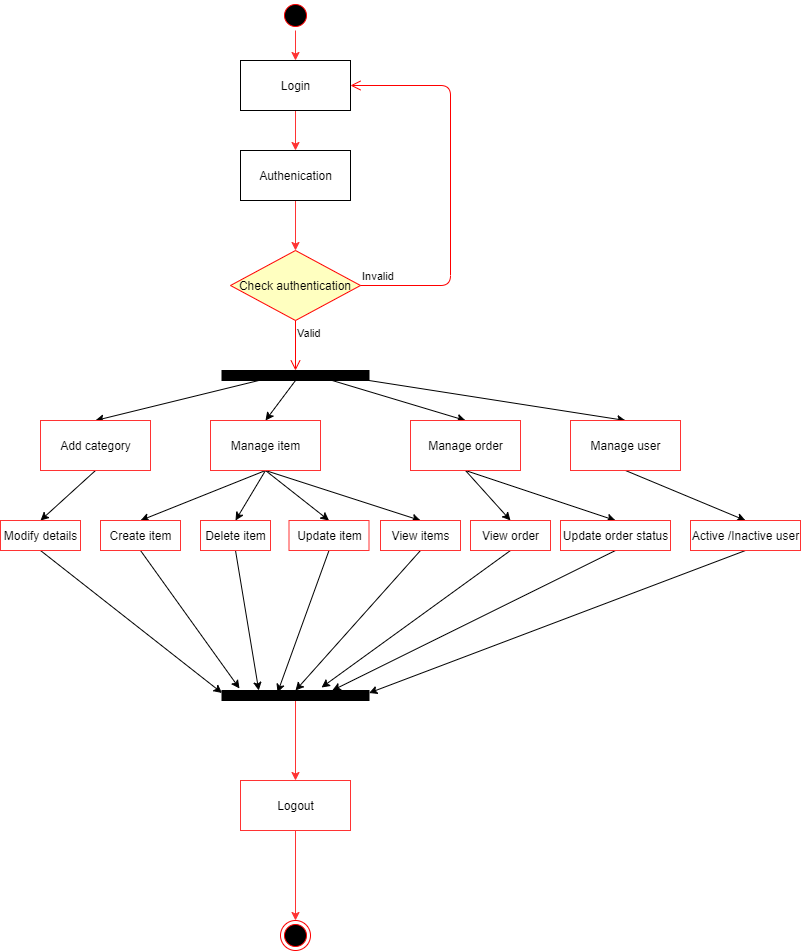 Login
Authenication
Check authentication
Invalid
Valid
Add category
Manage item
Manage order
Manage user
Modify details
Create item
Delete item
Update item
View items
View order
Update order status
Active /Inactive user
Logout